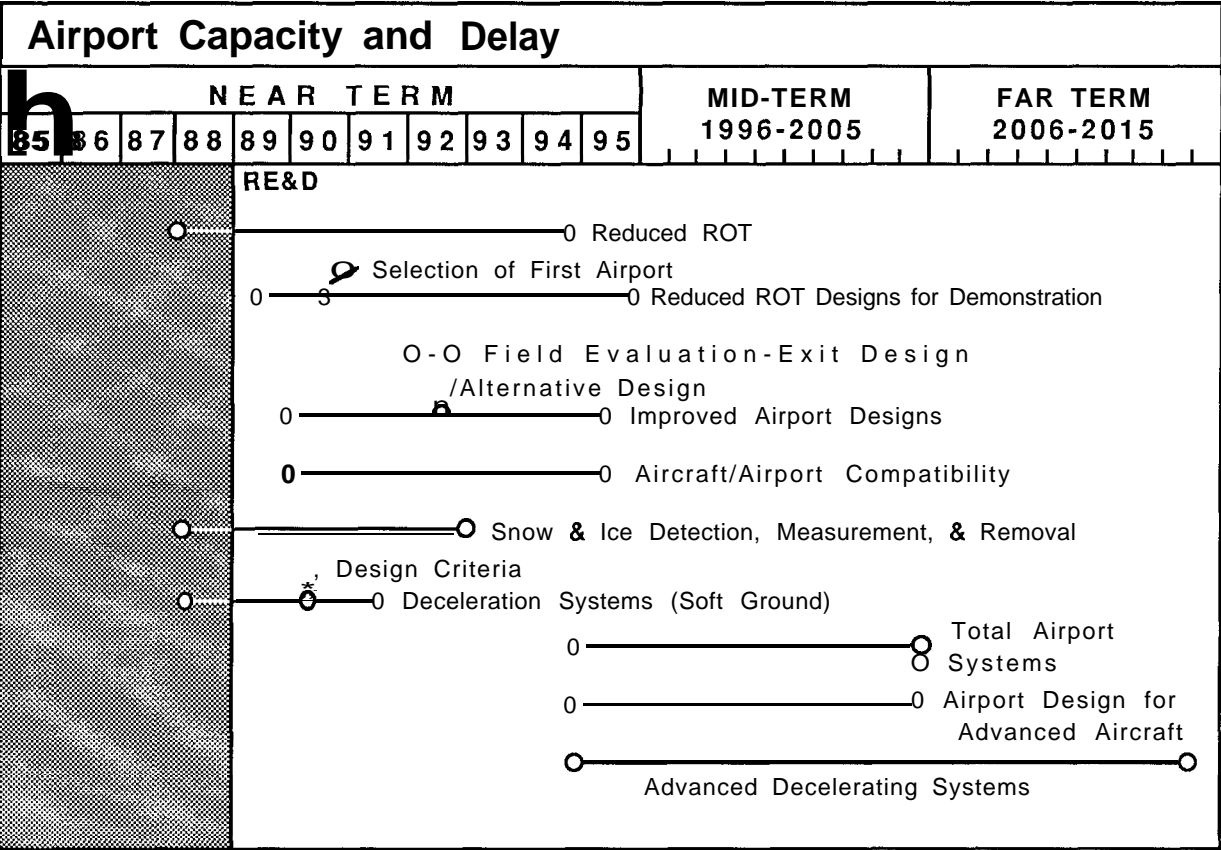 Airport Capacity and Delay
NEAR TERM
MID-TERM
1996-2005
FAR TERM
2006-2015
85 86 87 88 89 90 91 92 93 94 95
RE&D
Reduced ROT
Selection of First Airport
Reduced ROT Designs for Demonstration
O-O Field Evaluation-Exit Design
/Alternative Design
Improved Airport Designs
Aircraft/Airport Compatibility
Snow & Ice Detection, Measurement, & Removal
Design Criteria
Deceleration Systems (Soft Ground)
Total Airport
Systems
Airport Design for
Advanced Aircraft
Advanced Decelerating Systems